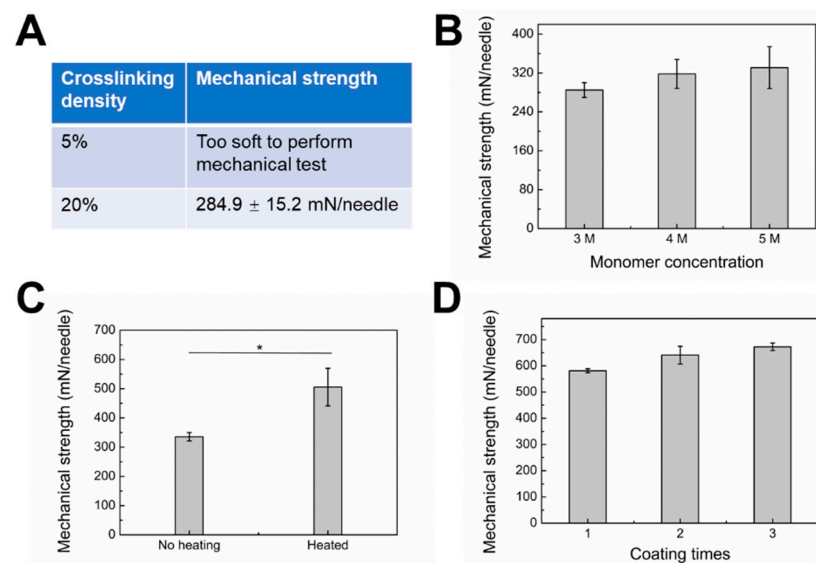 A
Crosslinking density
Mechanical strength
5%
Too soft to perform mechanical test
20%
284.9 ± 15.2 mN/needle
B
Mechanical strength (mN/needle)
400
320
240
160
80
0
3 M
4 M
5 M
Monomer concentration
C
Mechanical strength (mN/needle)
700
600
500
400
300
200
100
0
*
No heating
Heated
D
Mechanical strength (mN/needle)
700
600
500
400
300
200
100
0
1
2
3
Coating times